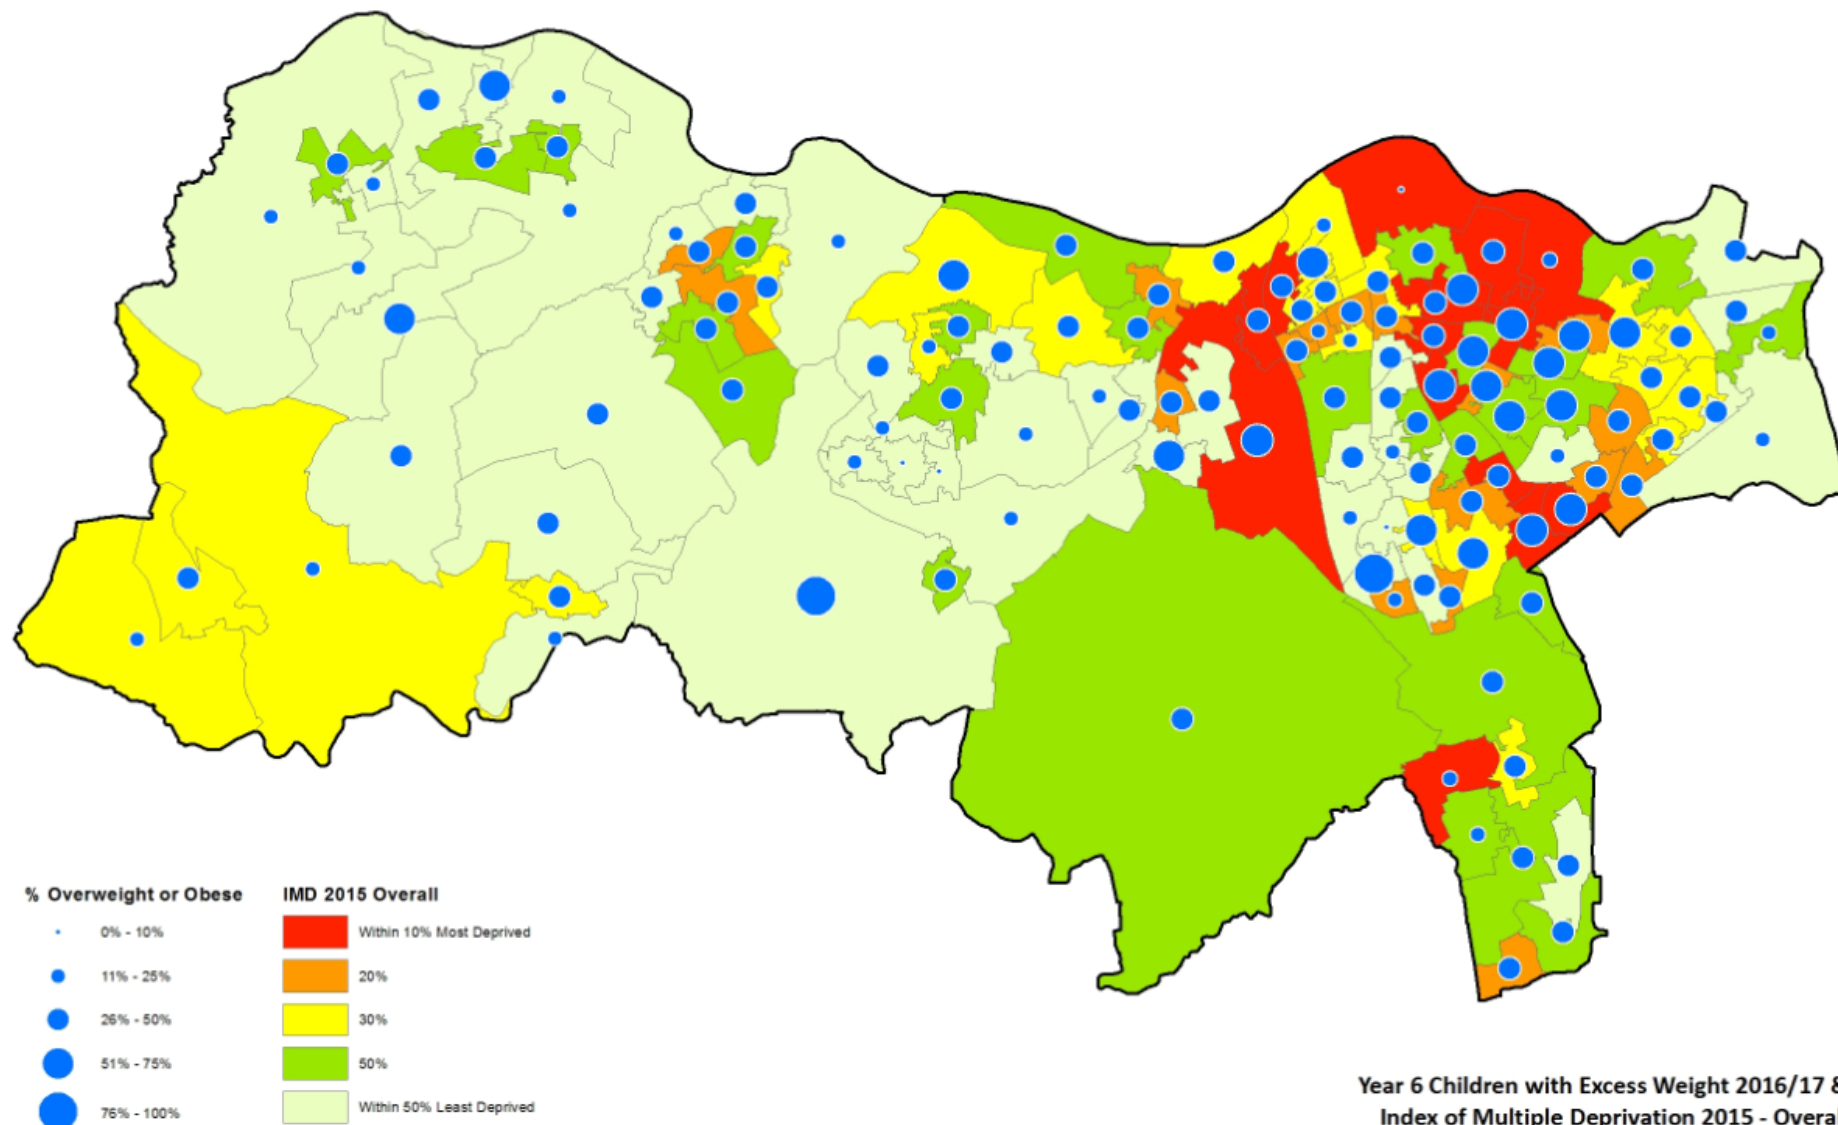 % Overweight or Obese
0% - 10%
11% - 25%
26% - 50%
51% - 75%
76% - 100%
IMD 2015 Overall
Within 10% Most Deprived
20%
30%
50%
Within 50% Least Deprived
Year 6 Children with Excess Weight 2016/17 &
Index of Multiple Deprivation 2015 - Overal